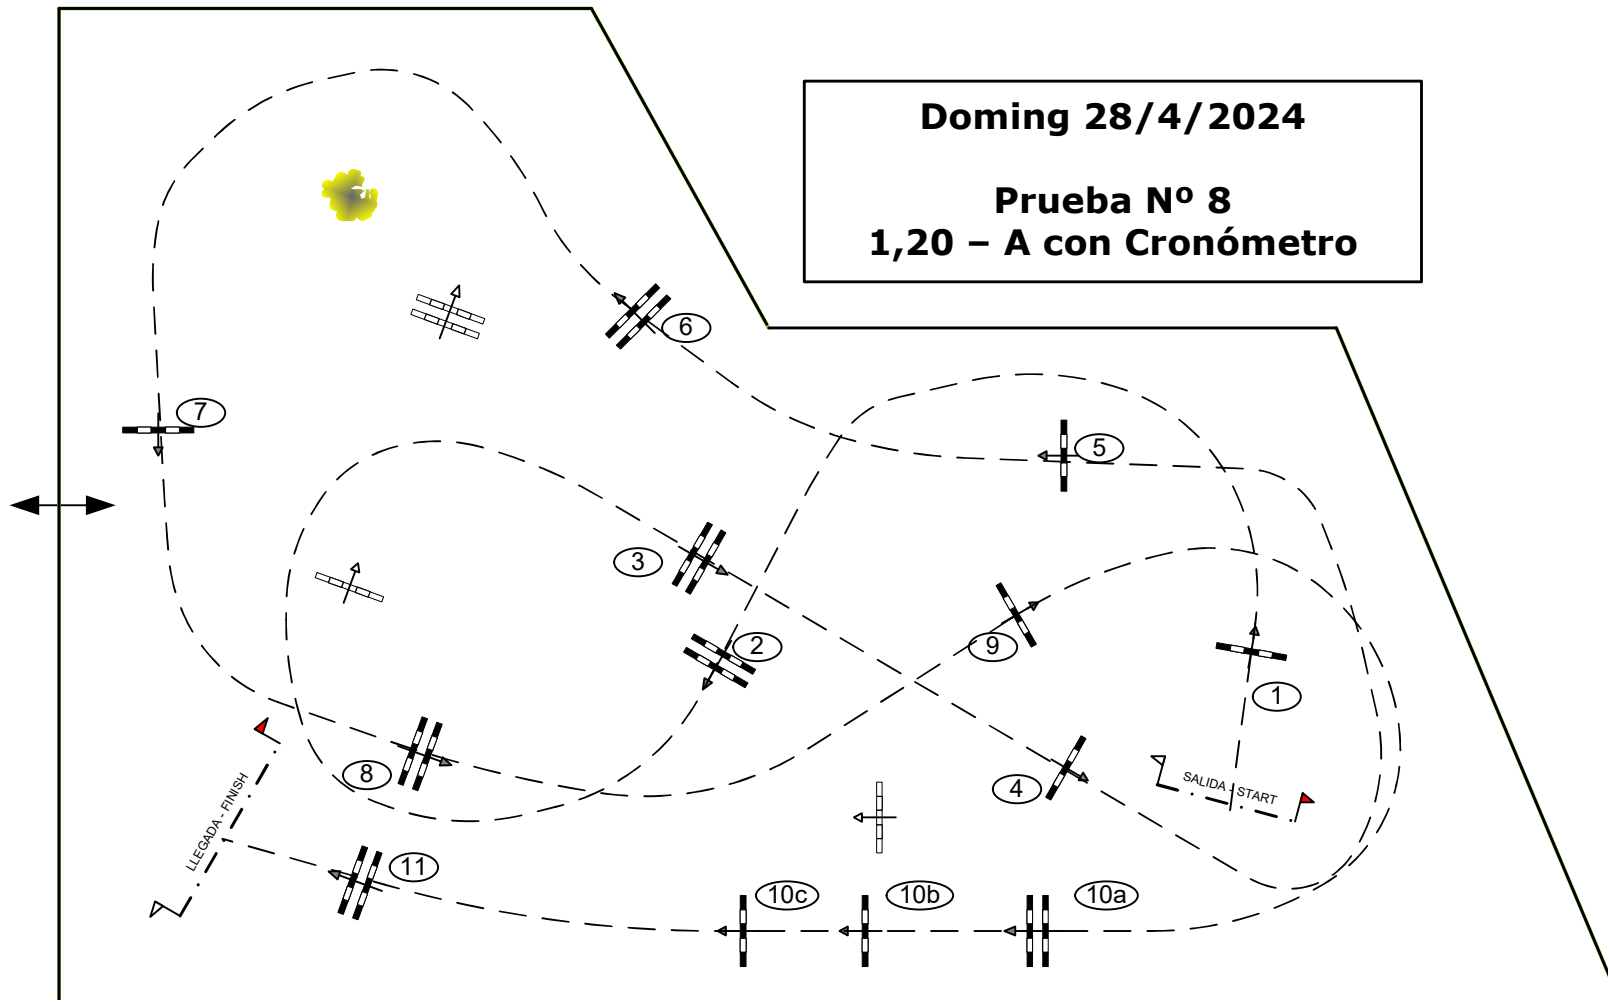 Doming 28/4/2024
Prueba Nº 8
1,20 – A con Cronómetro
6
7
5
3
2
9
1
8
4
SALIDA - START
LLEGADA - FINISH
11
10c
10b
10a